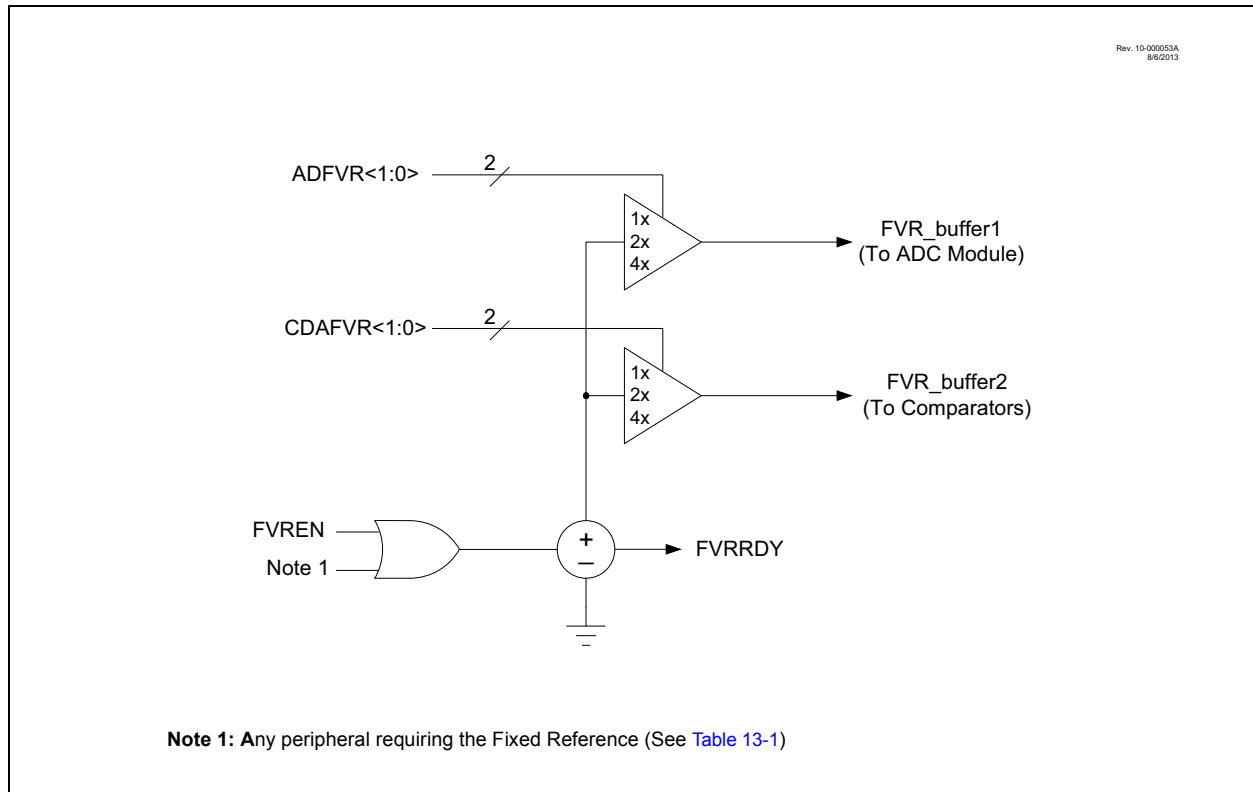 Rev. 10-000053A
8/6/2013
ADFVR<1:0>
2
1x
2x
4x
FVR_buffer1
(To ADC Module)
CDAFVR<1:0>
2
1x
2x
4x
FVR_buffer2
(To Comparators)
FVREN
Note 1
+
–
FVRRDY
Note 1: Any peripheral requiring the Fixed Reference (See Table 13-1)